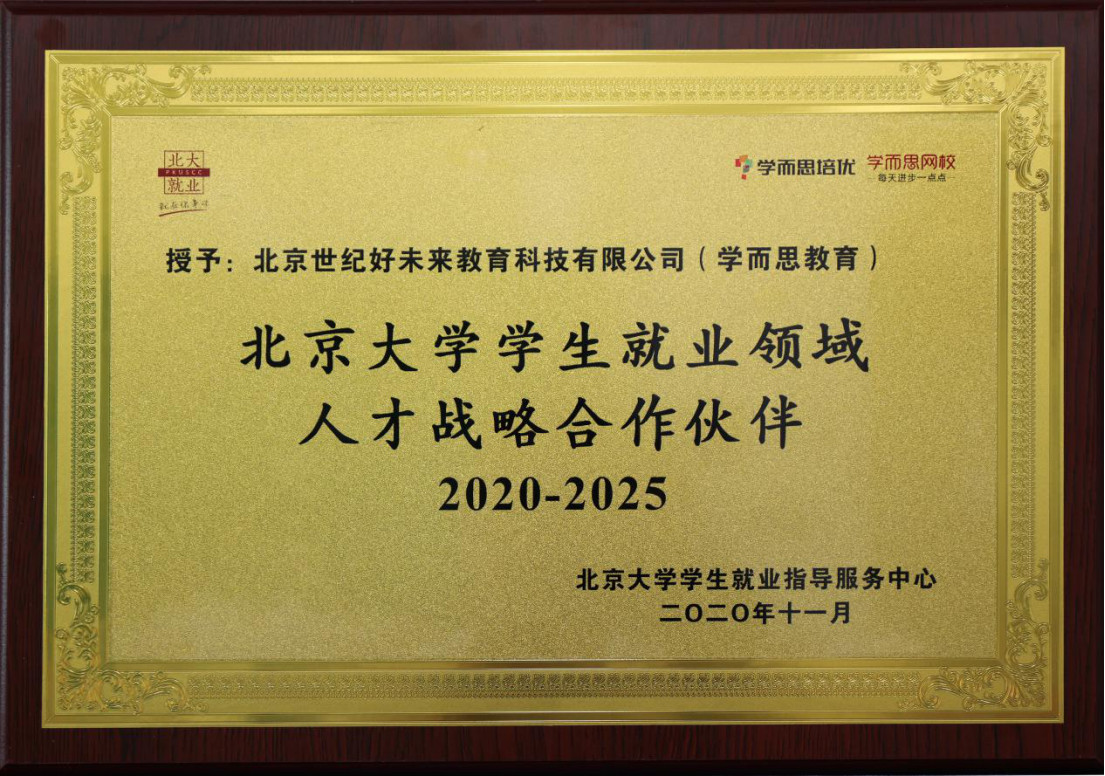 北大
PKUSCC
就业
学而思培优
学而思网校
每天进步一点点
授予：北京世纪好未来教育科技有限公司（学而思教育）
北京大学学生就业领域
人才战略合作伙伴
2020-2025
北京大学学生就业指导服务中心
二〇二〇年十一月